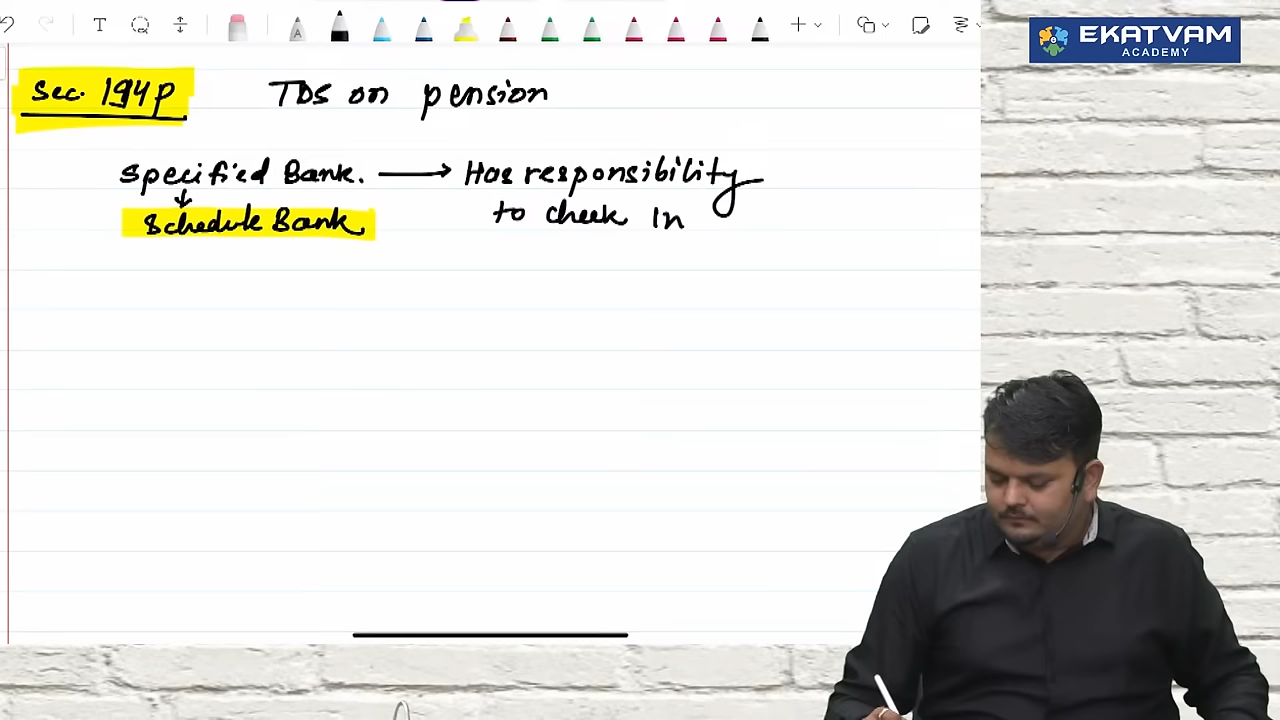 EKATVAM
ACADEMY
Sec. 194P TDS on pension
Specified Bank. → Has responsibility
Schedule Bank to check In